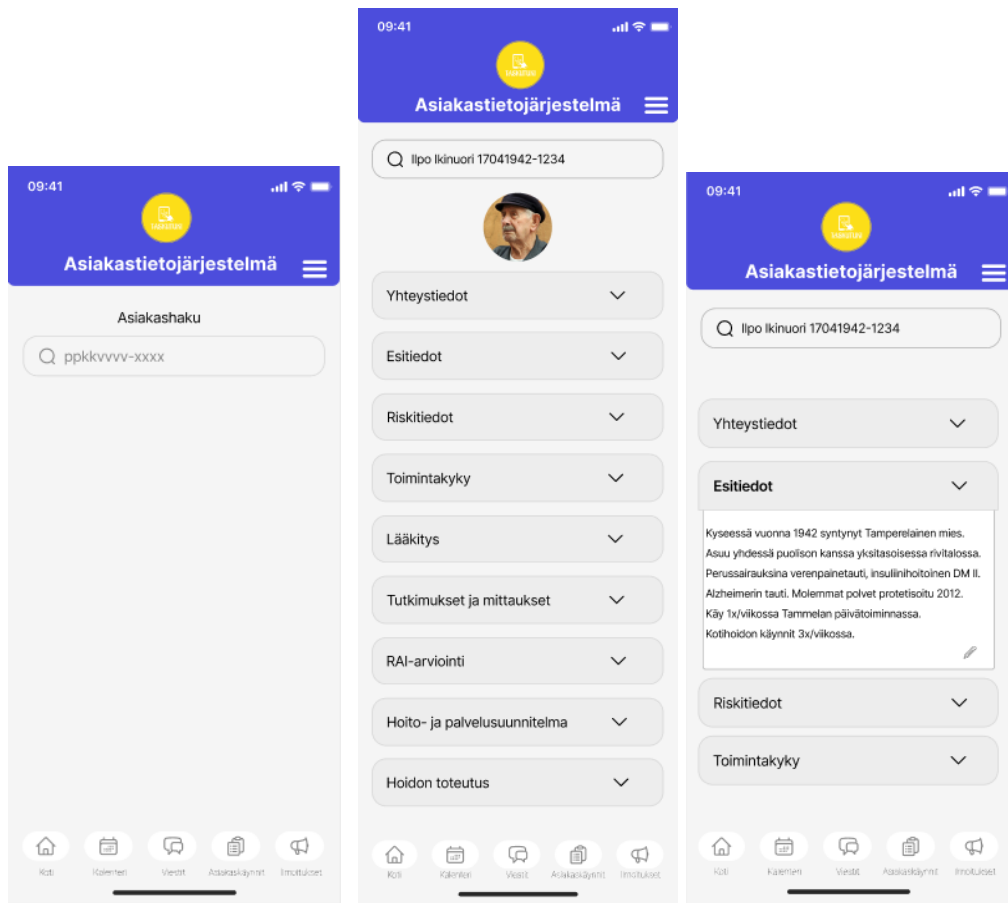 09:41
Asiakastietojärjestelmä
Asiakashaku
ppkkvvvv-xxxx
Koti
Kalenteri
Viestit
Asiakaskäynnit
Ilmoitukset
09:41
Asiakastietojärjestelmä
Ilpo Ikinuori 17041942-1234
Yhteystiedot
Esitiedot
Riskitiedot
Toimintakyky
Lääkitys
Tutkimukset ja mittaukset
RAI-arviointi
Hoito- ja palvelusuunnitelma
Hoidon toteutus
Koti
Kalenteri
Viestit
Asiakaskäynnit
Ilmoitukset
09:41
Asiakastietojärjestelmä
Ilpo Ikinuori 17041942-1234
Yhteystiedot
Esitiedot
Kyseessä vuonna 1942 syntynyt Tamperelainen mies.
Asuu yhdessä puolison kanssa yksitasoisessa rivitalossa.
Perussairauksina verenpainetauti, insuliinihoitoinen DM II.
Alzheimerin tauti. Molemmat polvet protetisoitu 2012.
Käy 1x/viikossa Tammelan päivätoiminnassa.
Kotihoidon käynnit 3x/viikossa.
Riskitiedot
Toimintakyky
Koti
Kalenteri
Viestit
Asiakaskäynnit
Ilmoitukset